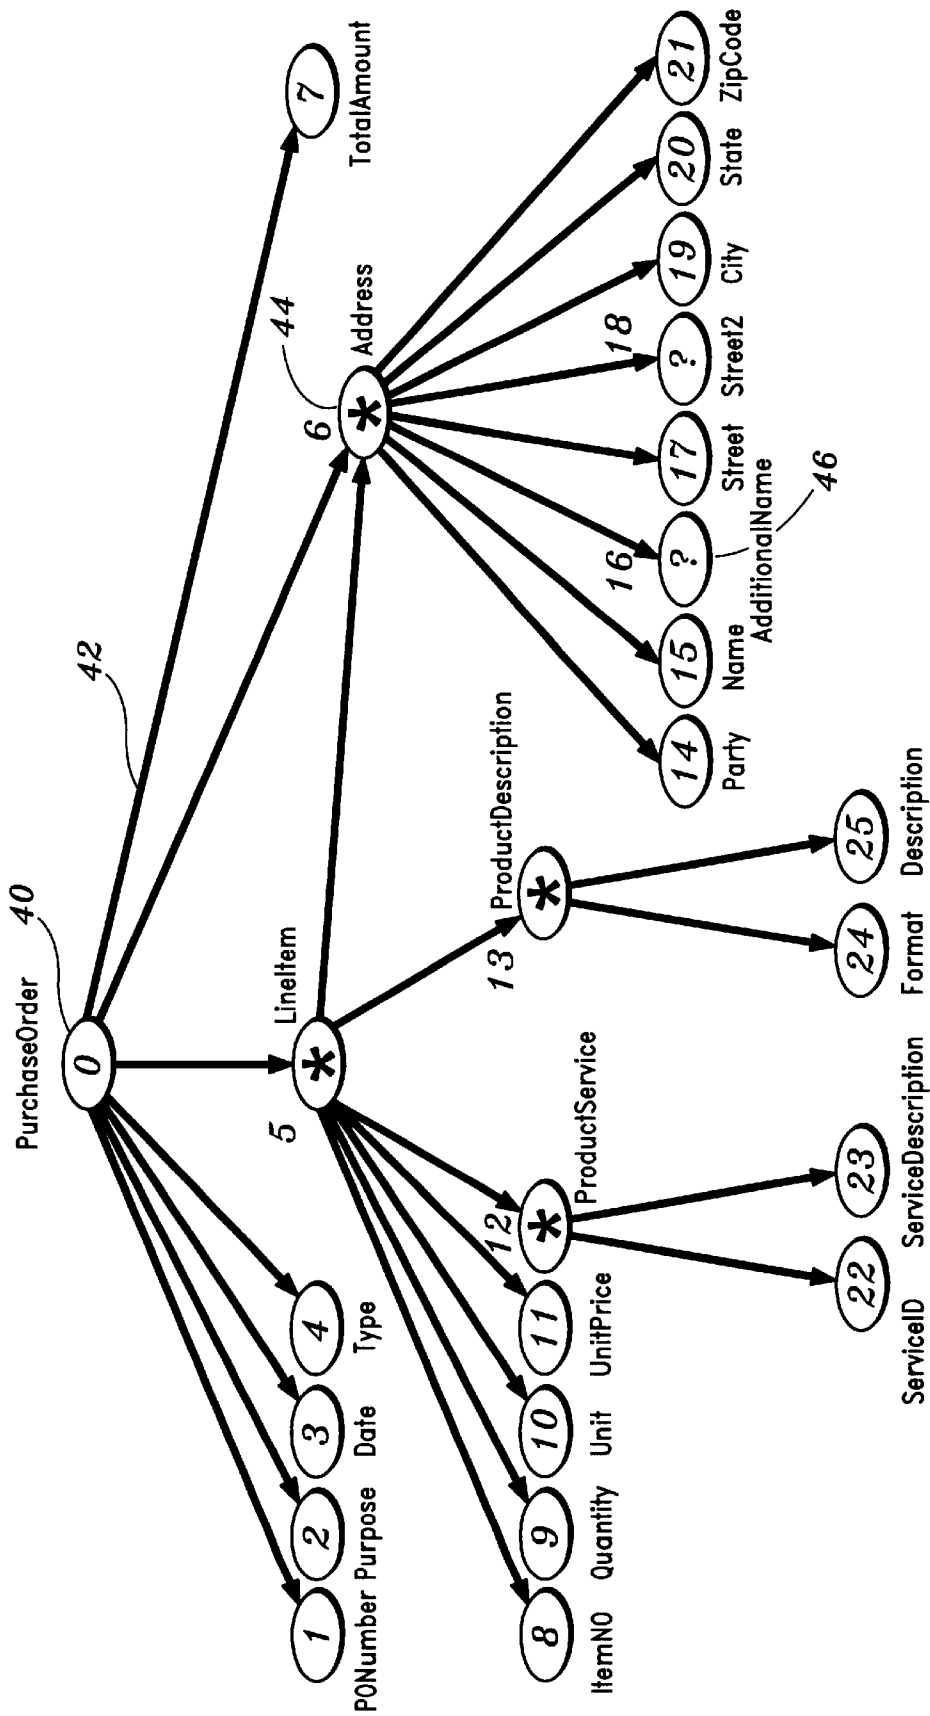 PurchaseOrder
40
0
42
1
PONumber
2
Purpose
3
Date
4
Type
5
*
LineItem
6
*
Address
44
7
TotalAmount
8
ItemNO
9
Quantity
10
Unit
11
UnitPrice
12
*
ProductService
13
*
ProductDescription
14
Party
15
Name
16
?
AdditionalName
46
17
Street
18
?
Street2
19
City
20
State
21
ZipCode
22
ServiceID
23
ServiceDescription
24
Format
25
Description